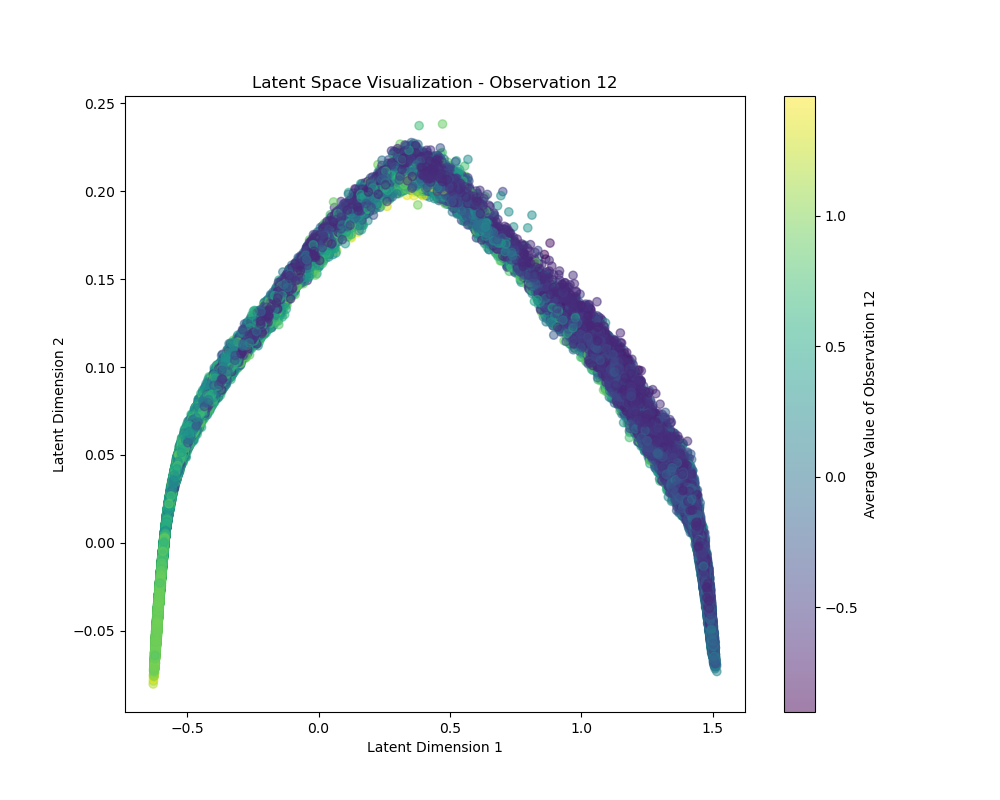 Latent Space Visualization - Observation 12
0.25
0.20
0.15
0.10
0.05
0.00
−0.05
Latent Dimension 2
−0.5 0.0 0.5 1.0 1.5
Latent Dimension 1
1.0
0.5
0.0
−0.5
Average Value of Observation 12